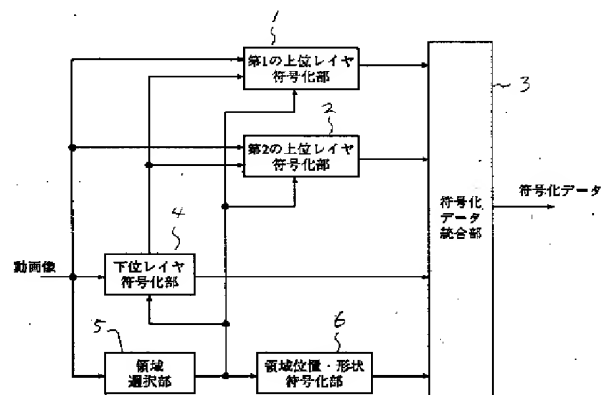 1
第1の上位レイヤ
符号化部
3
2
第2の上位レイヤ
符号化部
符号化データ
符号化
データ
統合部
4
動画像
下位レイヤ
符号化部
5
6
領域
選択部
領域位置・形状
符号化部